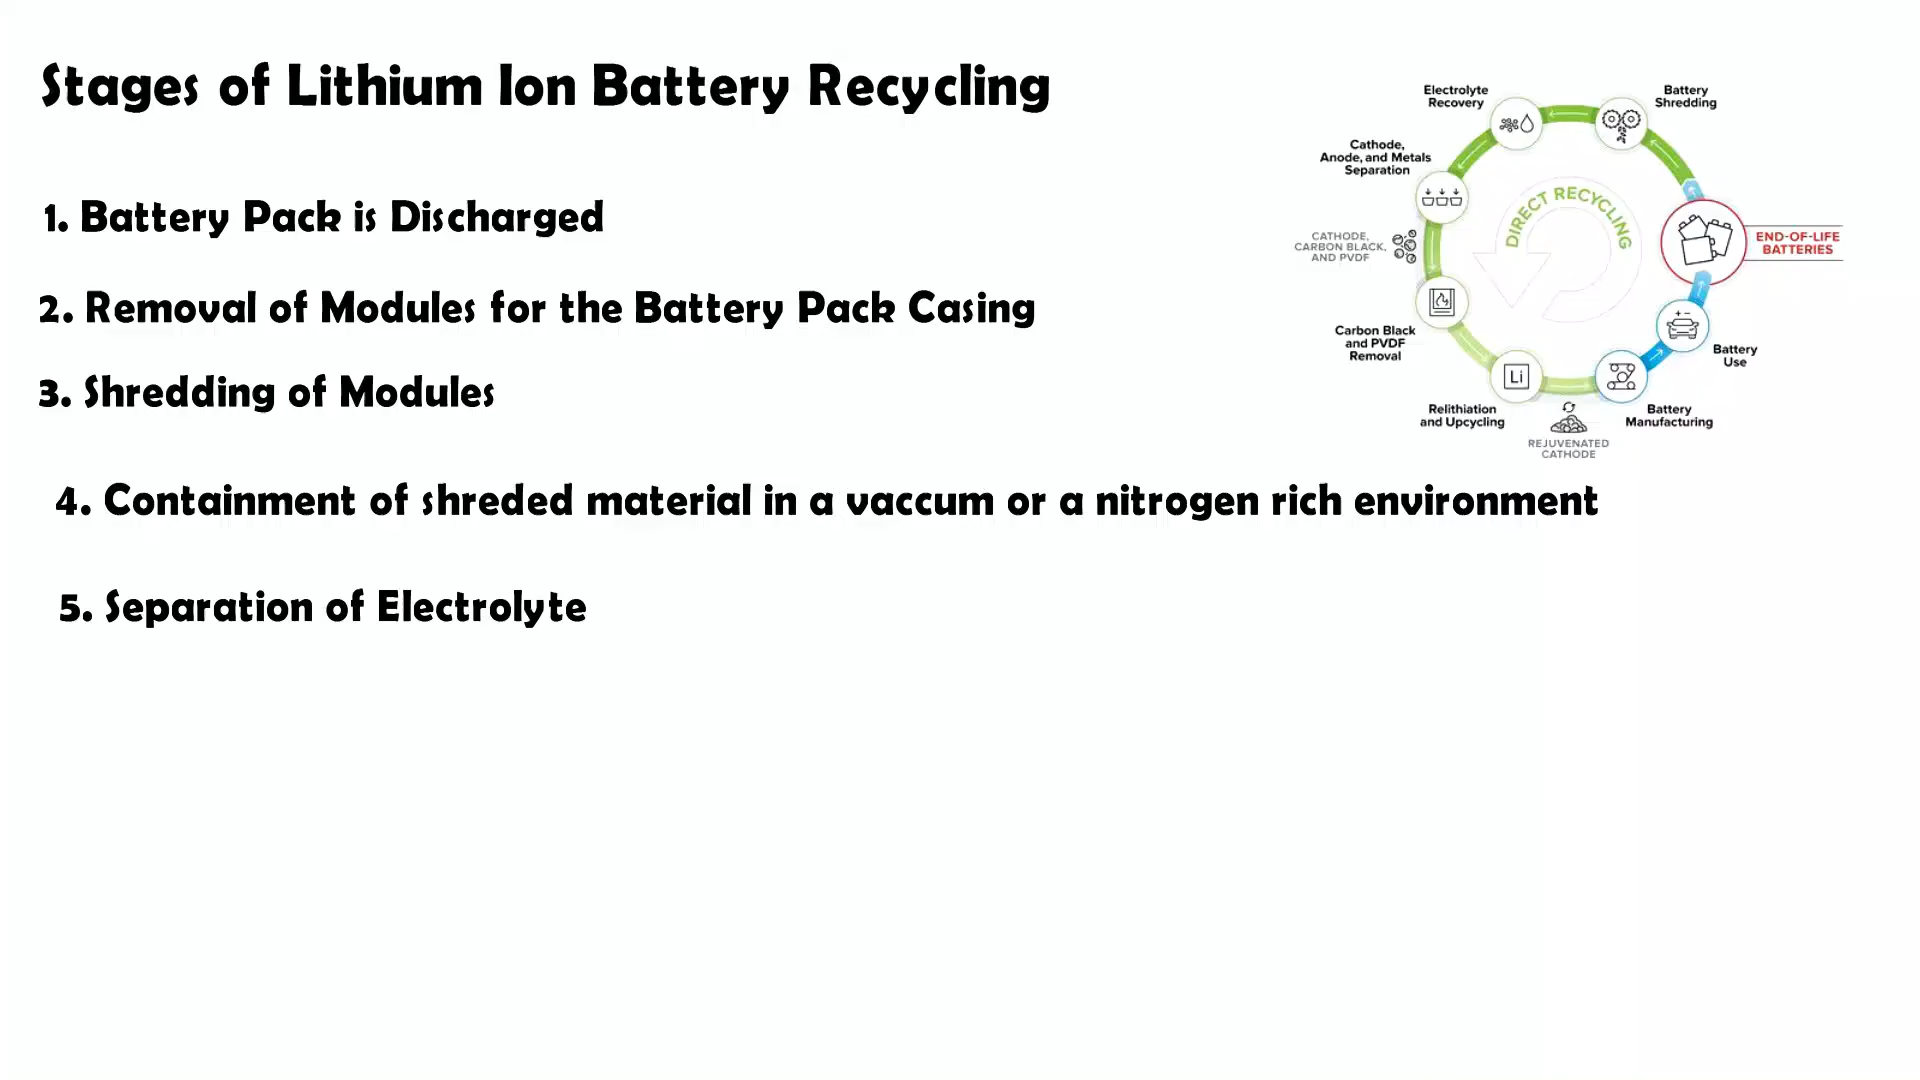 Stages of Lithium Ion Battery Recycling
1. Battery Pack is Discharged
2. Removal of Modules for the Battery Pack Casing
3. Shredding of Modules
4. Containment of shreded material in a vaccum or a nitrogen rich environment
5. Separation of Electrolyte
Electrolyte
Recovery
Battery
Shredding
Cathode,
Anode, and Metals
Separation
DIRECT RECYCLING
CATHODE,
CARBON BLACK,
AND PVDF
END-OF-LIFE
BATTERIES
Carbon Black
and PVDF
Removal
Battery
Use
Li
Relithiation
and Upcycling
Battery
Manufacturing
REJUVENATED
CATHODE